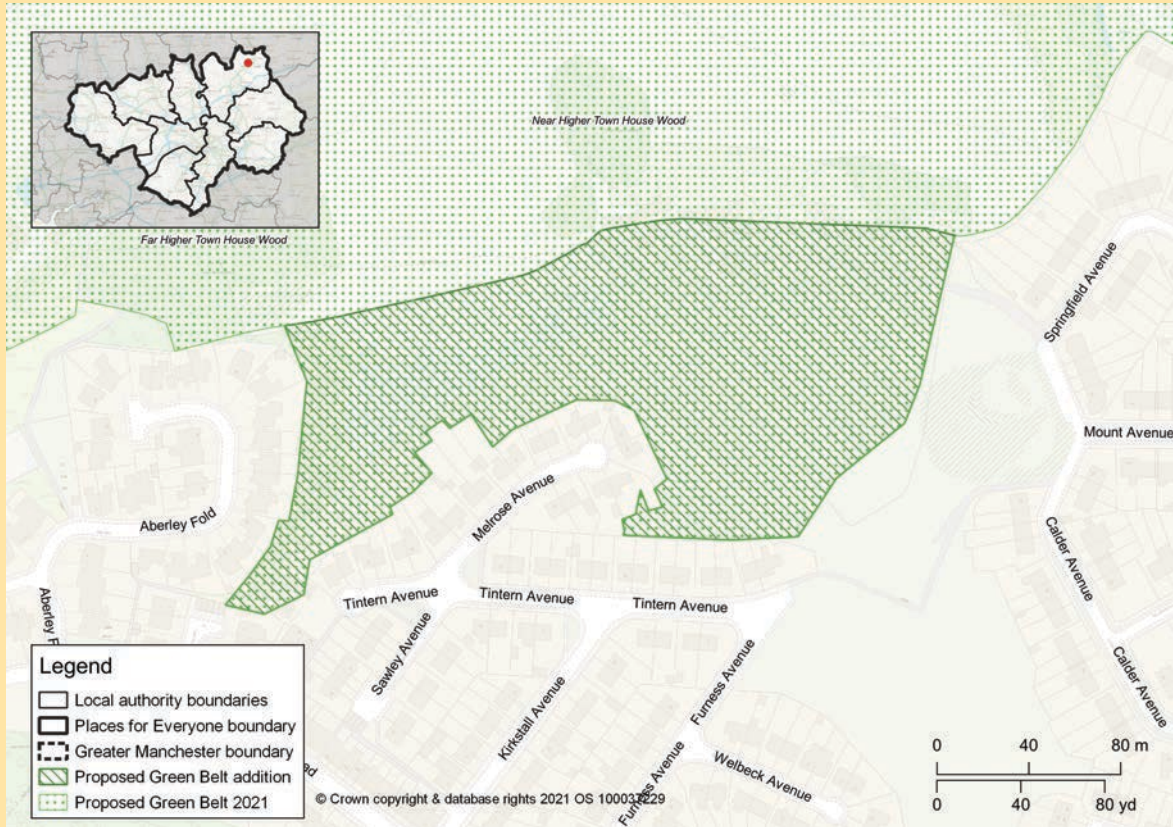 Near Higher Town House Wood
Far Higher Town House Wood
Springfield Avenue
Mount Avenue
Melrose Avenue
Aberley Fold
Calder Avenue
Tintern Avenue
Tintern Avenue
Tintern Avenue
Sawley Avenue
Kirkstall Avenue
Furness Avenue
Furness Avenue
Welbeck Avenue
Calder Avenue
Legend
Local authority boundaries
Places for Everyone boundary
Greater Manchester boundary
Proposed Green Belt addition
Proposed Green Belt 2021
© Crown copyright & database rights 2021 OS 100037229
0 40 80 m
0 40 80 yd